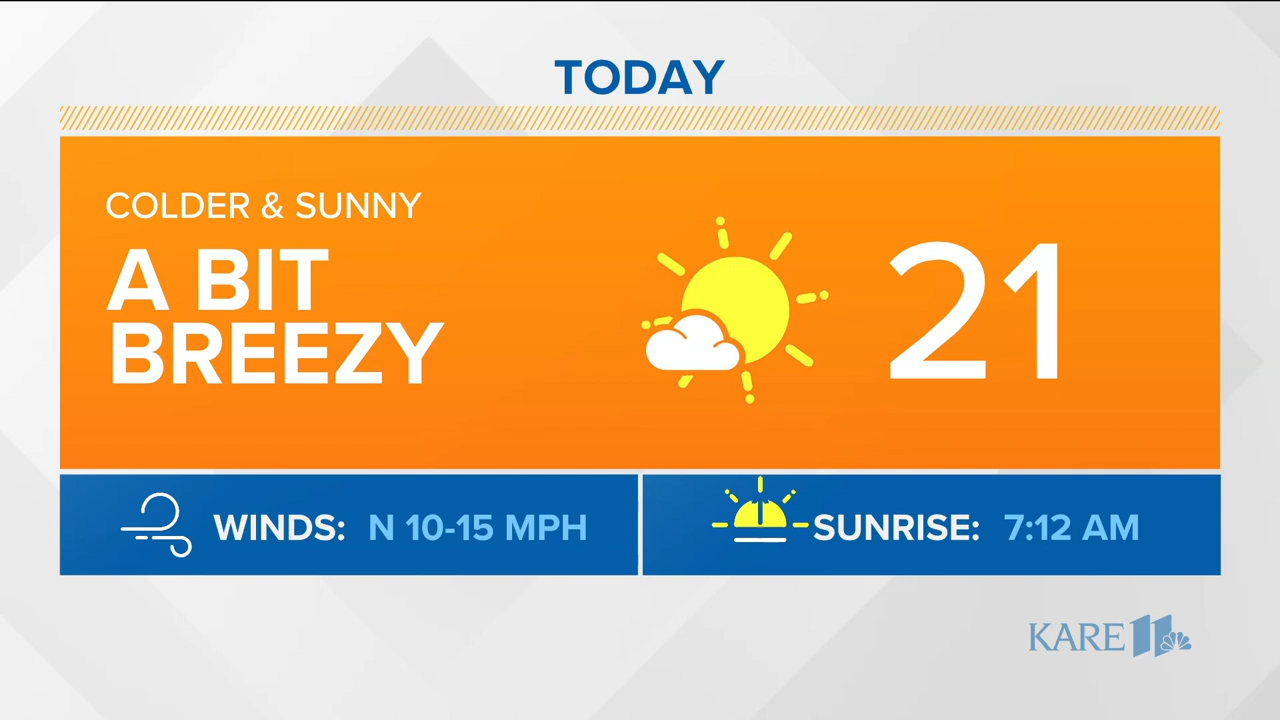 TODAY
COLDER & SUNNY
A BIT
BREEZY
21
WINDS: N 10-15 MPH
SUNRISE: 7:12 AM
KARE 11